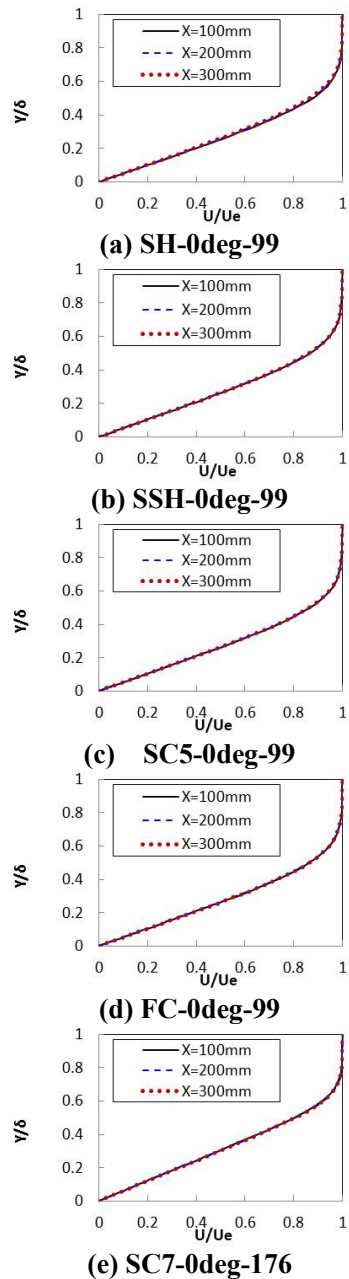 1
0.8
0.6
0.4
0.2
0
Y/δ
X=100mm
X=200mm
X=300mm
0 0.2 0.4 0.6 0.8 1
U/Ue
(a) SH-0deg-99
1
0.8
0.6
0.4
0.2
0
Y/δ
X=100mm
X=200mm
X=300mm
0 0.2 0.4 0.6 0.8 1
U/Ue
(b) SSH-0deg-99
1
0.8
0.6
0.4
0.2
0
Y/δ
X=100mm
X=200mm
X=300mm
0 0.2 0.4 0.6 0.8 1
U/Ue
(c) SC5-0deg-99
1
0.8
0.6
0.4
0.2
0
Y/δ
X=100mm
X=200mm
X=300mm
0 0.2 0.4 0.6 0.8 1
U/Ue
(d) FC-0deg-99
1
0.8
0.6
0.4
0.2
0
Y/δ
X=100mm
X=200mm
X=300mm
0 0.2 0.4 0.6 0.8 1
U/Ue
(e) SC7-0deg-176